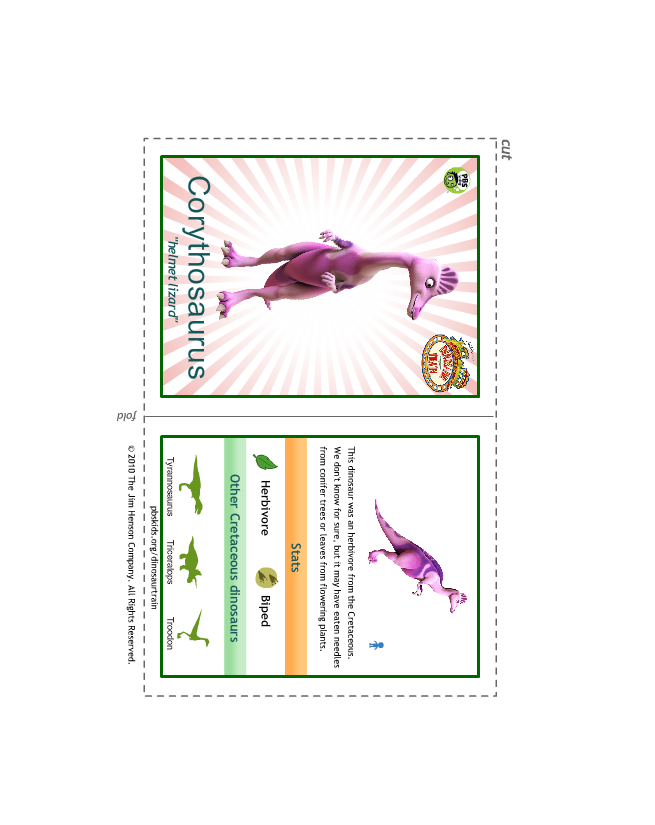 cut
PBS
KIDS
DINOSAUR
TRAIN
Corythosaurus
"helmet lizard"
fold
This dinosaur was an herbivore from the Cretaceous.
We don't know for sure, but it may have eaten needles
from conifer trees or leaves from flowering plants.
Stats
Herbivore
Biped
Other Cretaceous dinosaurs
Tyrannosaurus
Triceratops
Troodon
pbskids.org/dinosaurtrain
© 2010 The Jim Henson Company. All Rights Reserved.